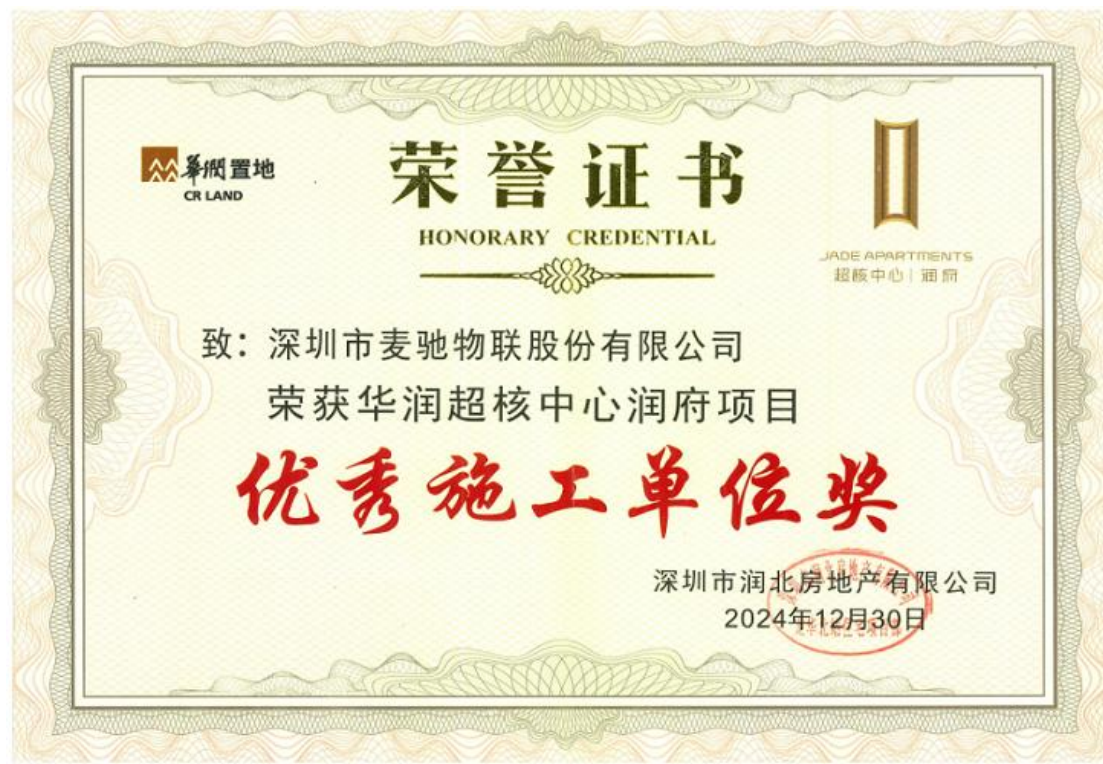 華润置地
CR LAND
荣誉证书
HONORARY CREDENTIAL
JADE APARTMENTS
超核中心|润府
致：深圳市麦驰物联股份有限公司
荣获华润超核中心润府项目
优秀施工单位奖
深圳市润北房地产有限公司
2024年12月30日